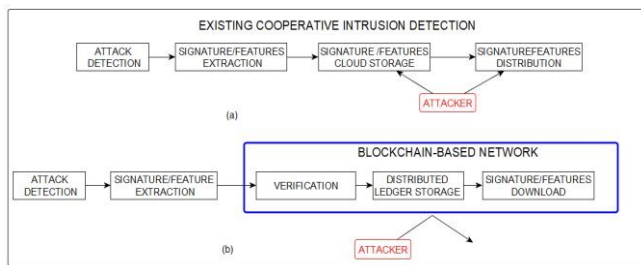 EXISTING COOPERATIVE INTRUSION DETECTION
ATTACK
DETECTION
SIGNATURE/FEATURES
EXTRACTION
SIGNATURE /FEATURES
CLOUD STORAGE
SIGNATUREFEATURES
DISTRIBUTION
ATTACKER
(a)
BLOCKCHAIN-BASED NETWORK
ATTACK
DETECTION
SIGNATURE/FEATURE
EXTRACTION
VERIFICATION
DISTRIBUTED
LEDGER STORAGE
SIGNATURE/FEATURES
DOWNLOAD
ATTACKER
(b)